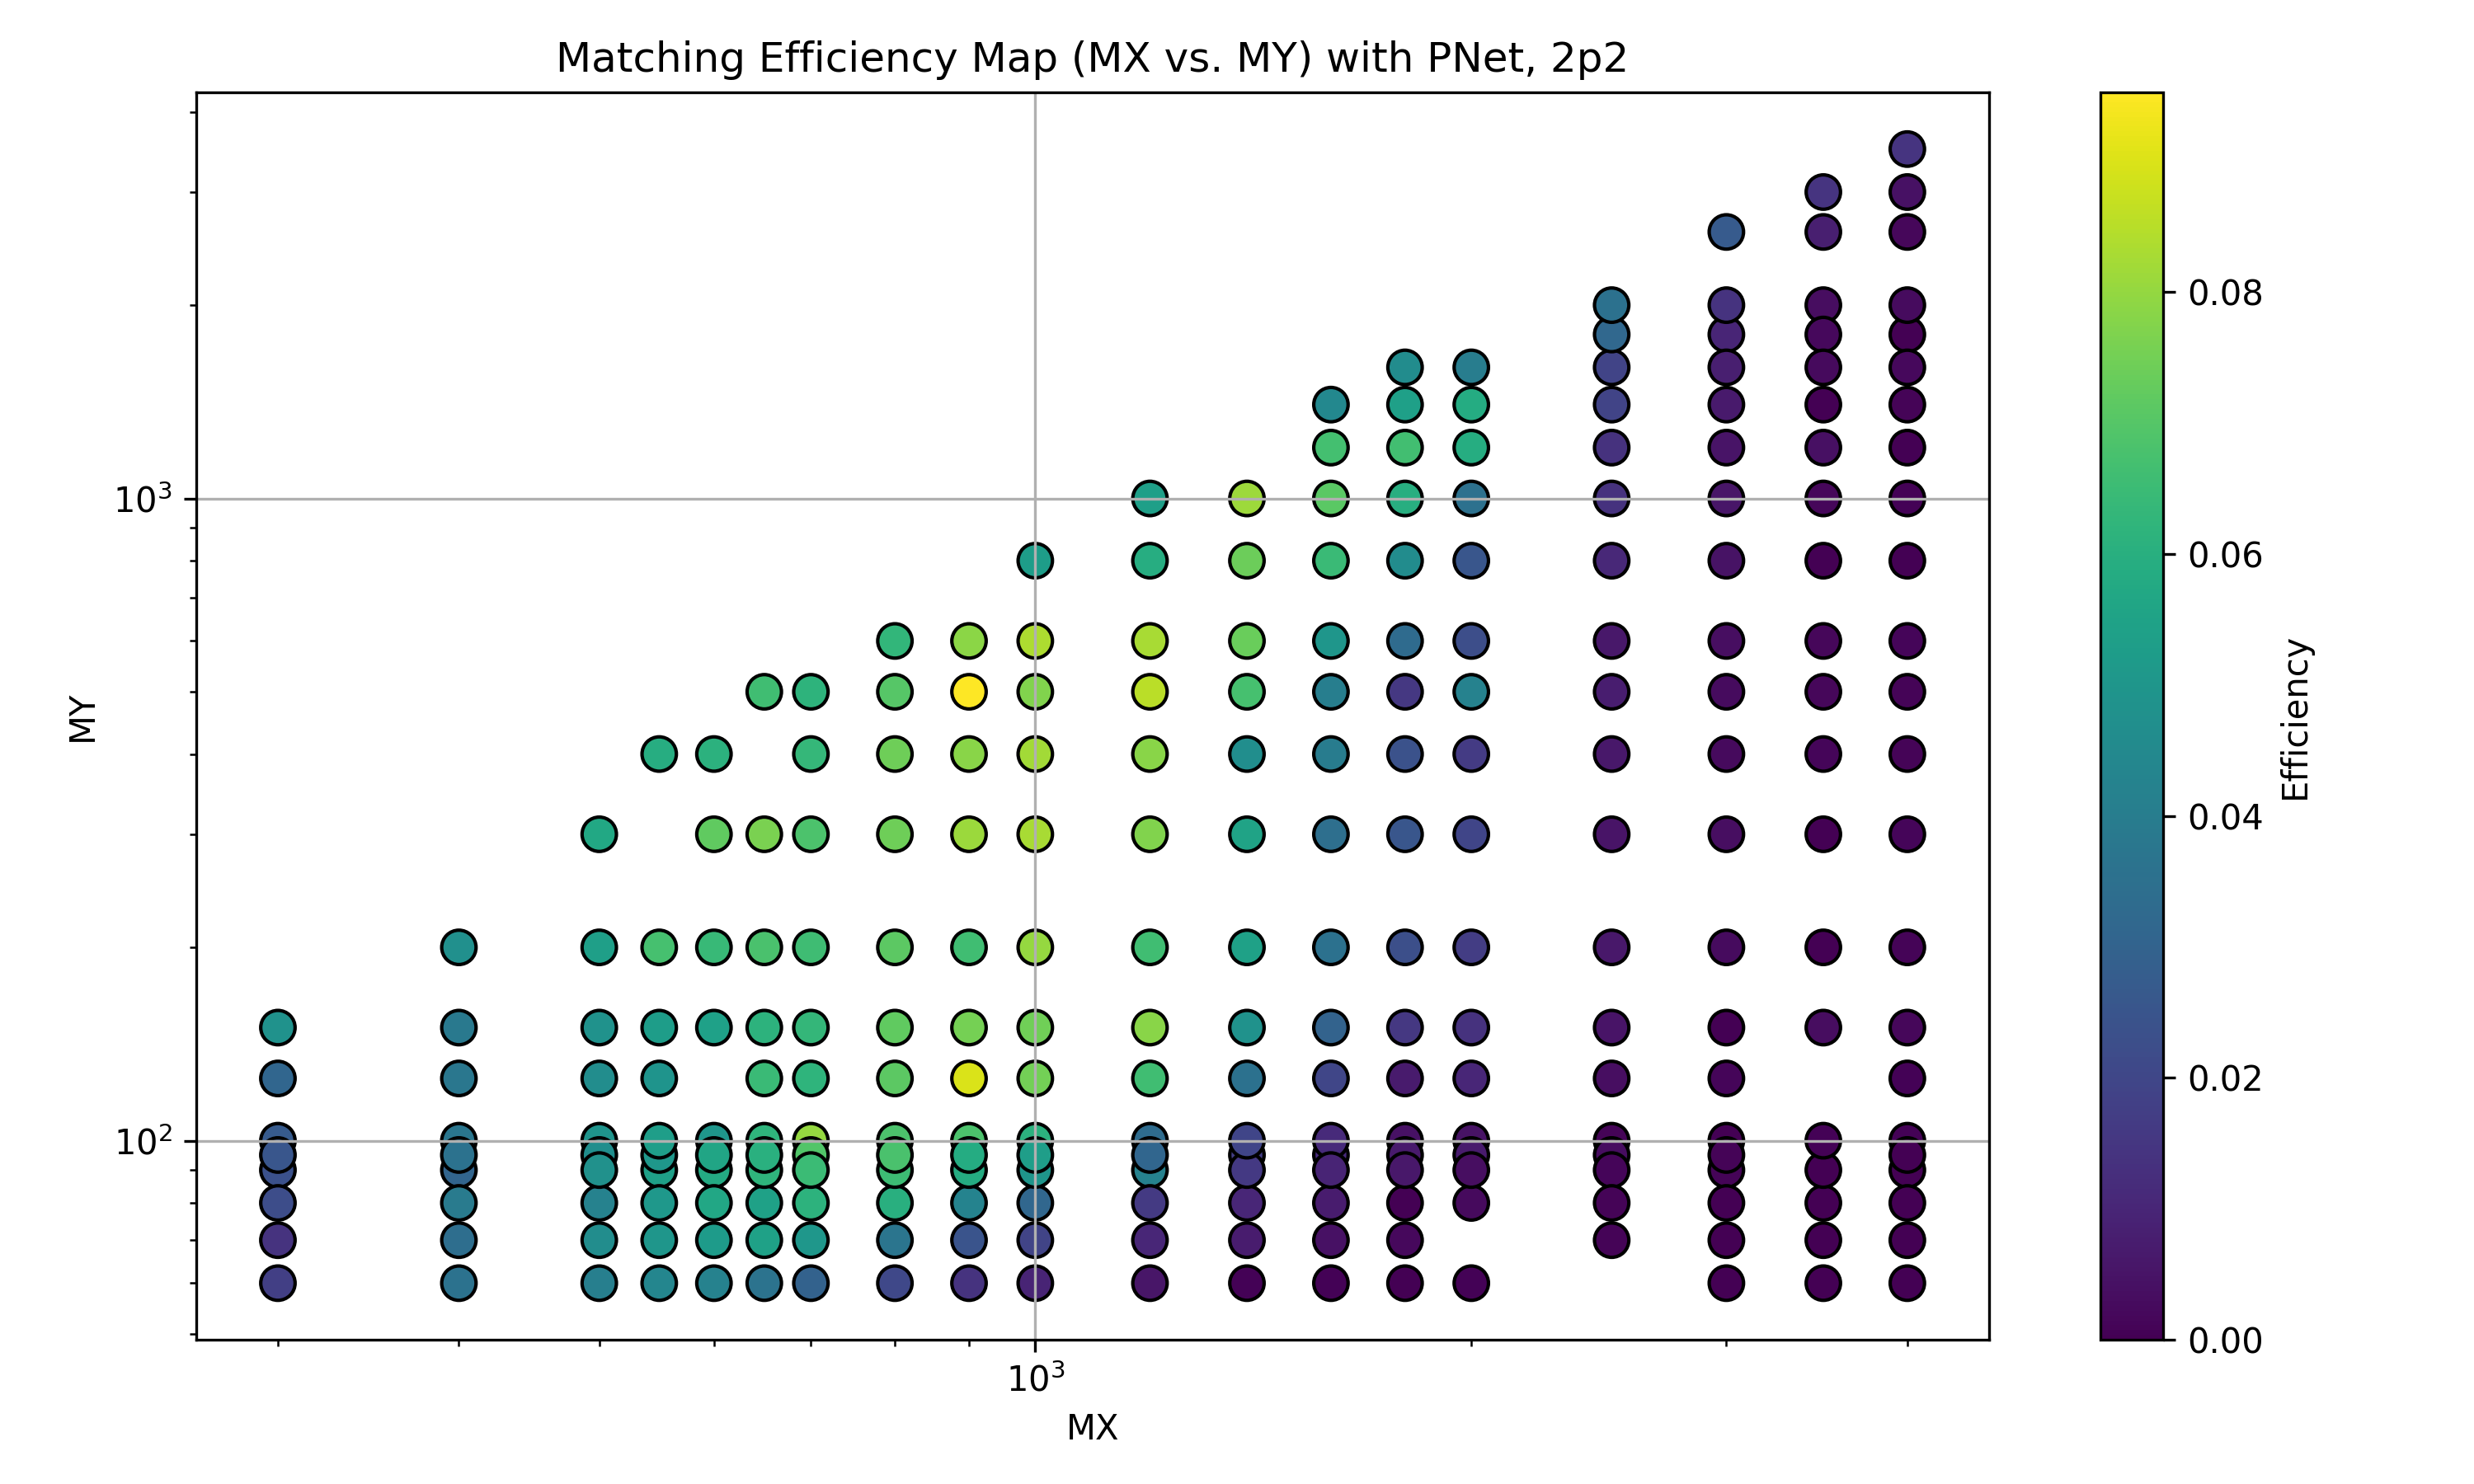 Matching Efficiency Map (MX vs. MY) with PNet, 2p2
MY
10³
10²
10³
MX
0.08
0.06
0.04
0.02
0.00
Efficiency